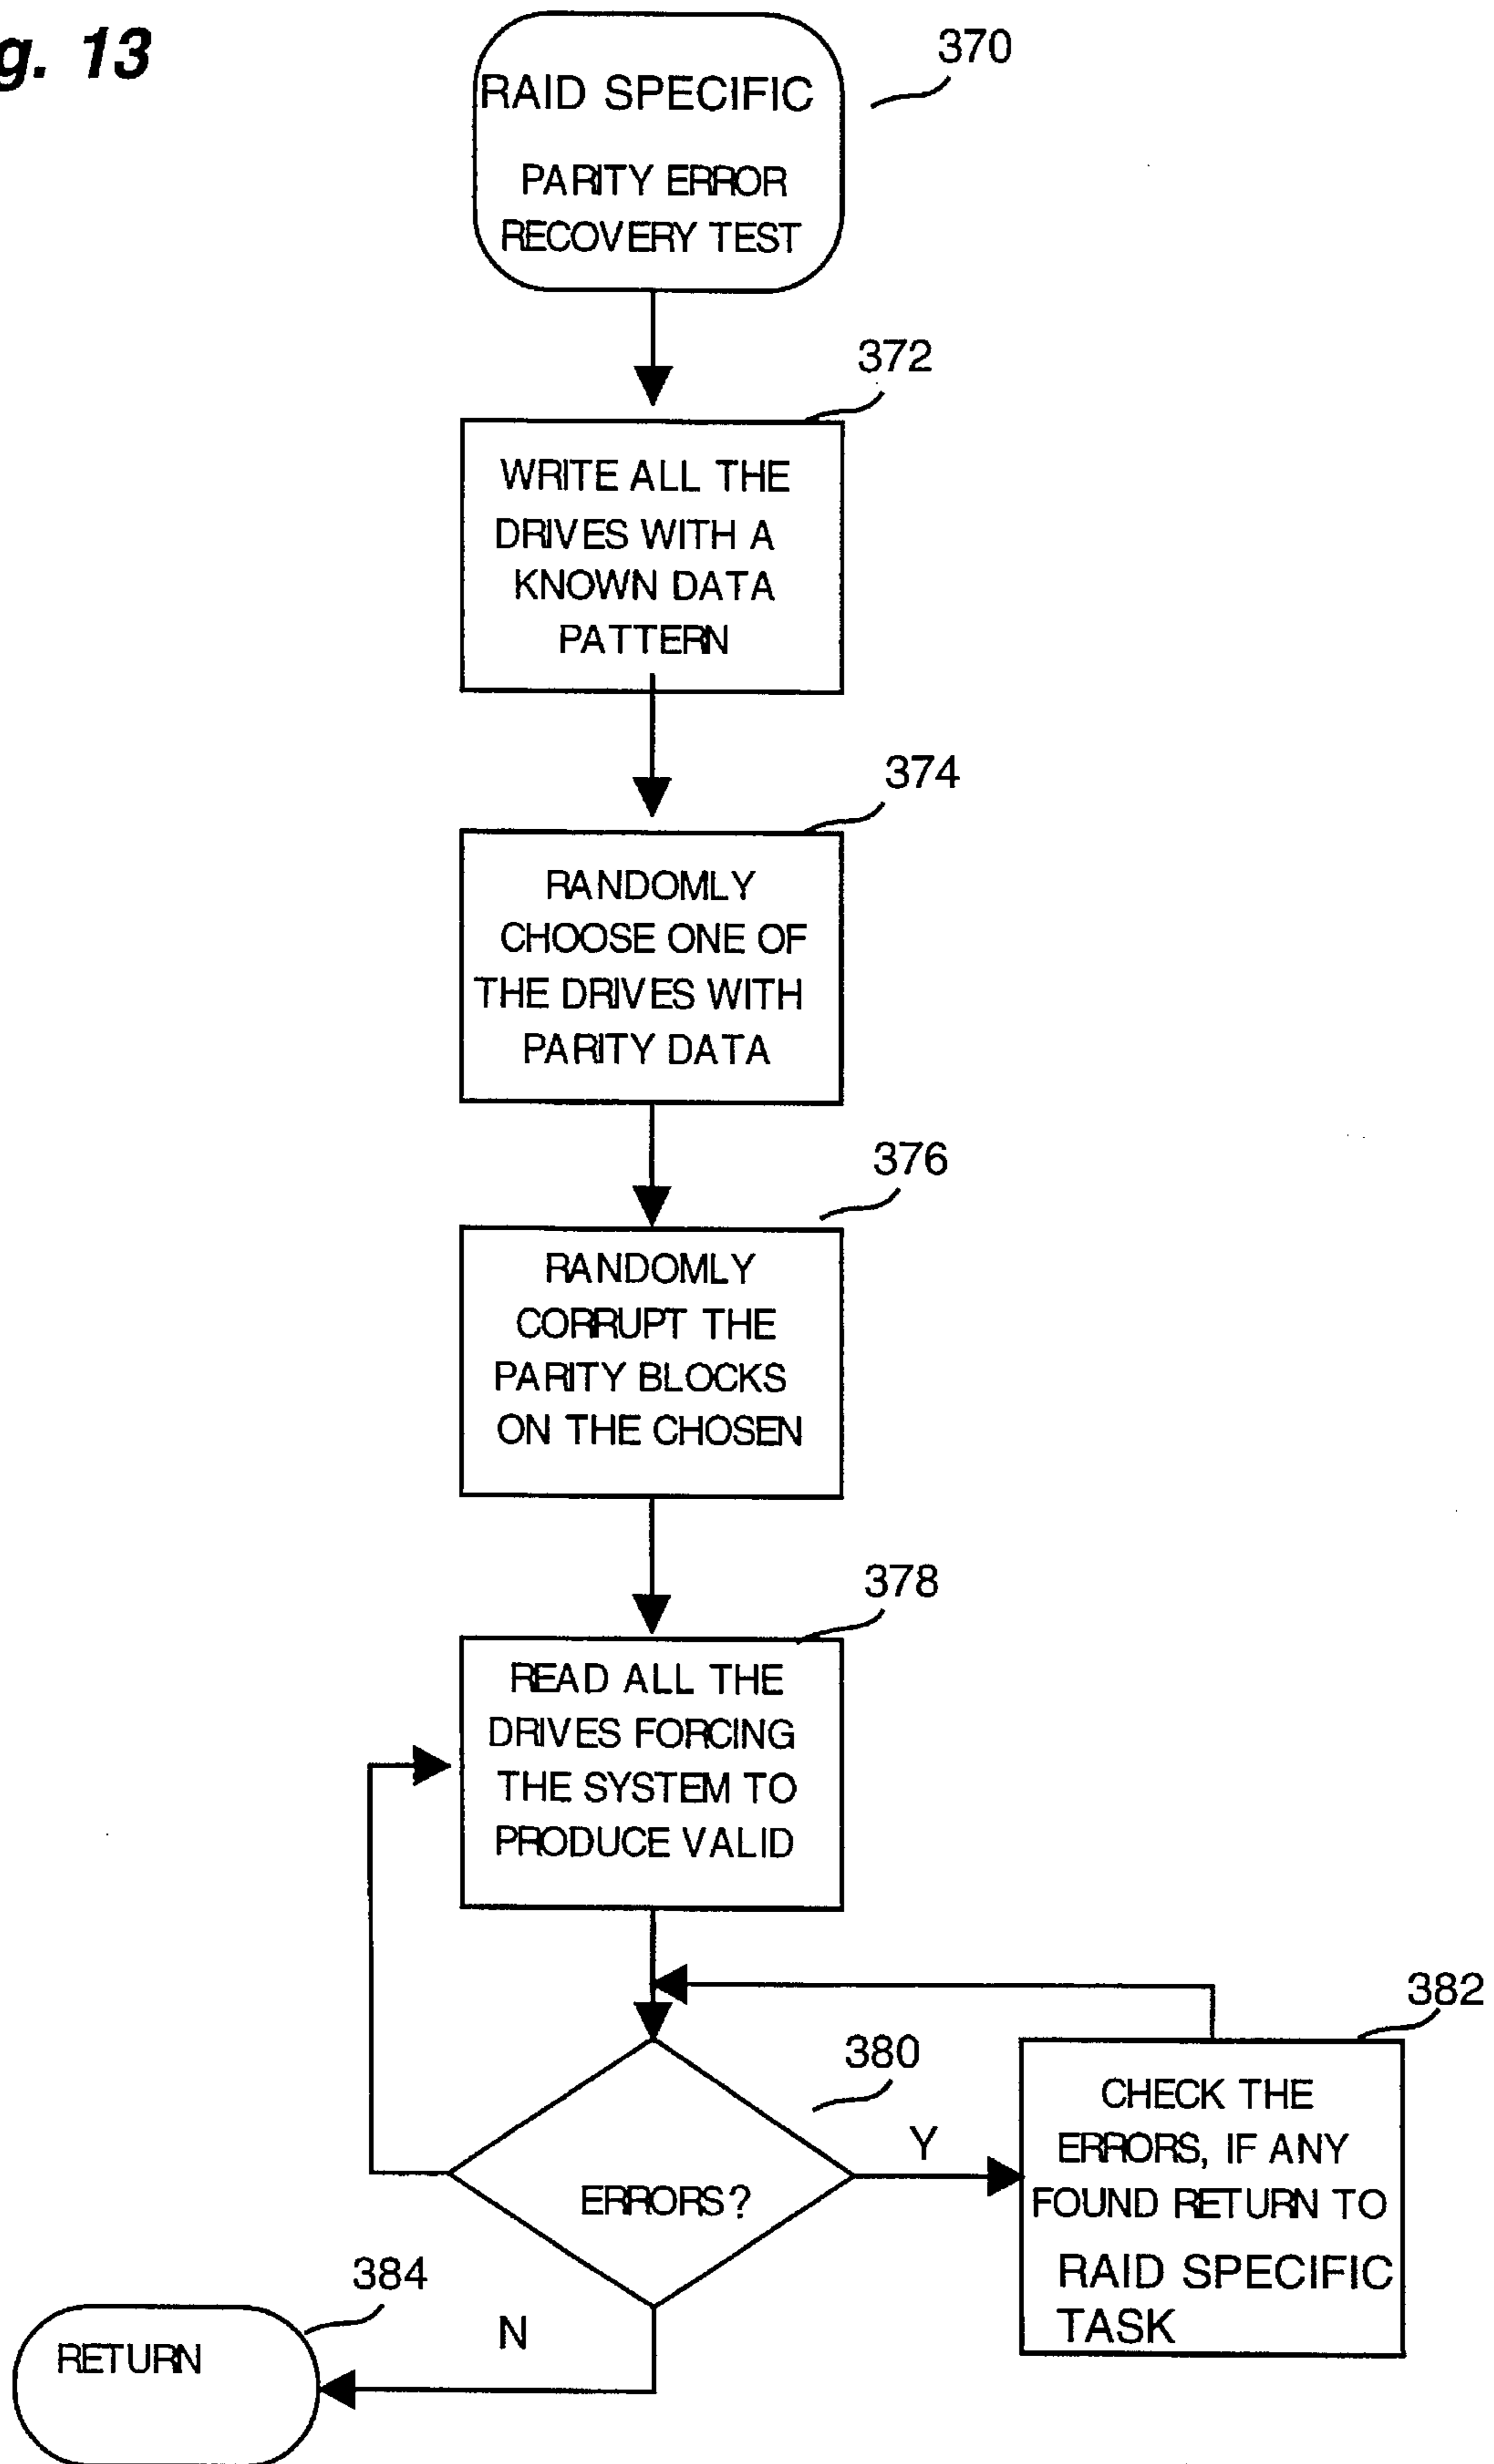 g. 13
370
RAID SPECIFIC
PARITY ERROR
RECOVERY TEST
372
WRITE ALL THE
DRIVES WITH A
KNOWN DATA
PATTERN
374
RANDOMLY
CHOOSE ONE OF
THE DRIVES WITH
PARITY DATA
376
RANDOMLY
CORRUPT THE
PARITY BLOCKS
ON THE CHOSEN
378
READ ALL THE
DRIVES FORCING
THE SYSTEM TO
PRODUCE VALID
380
ERRORS?
Y
382
CHECK THE
ERRORS, IF ANY
FOUND RETURN TO
RAID SPECIFIC
TASK
N
384
RETURN